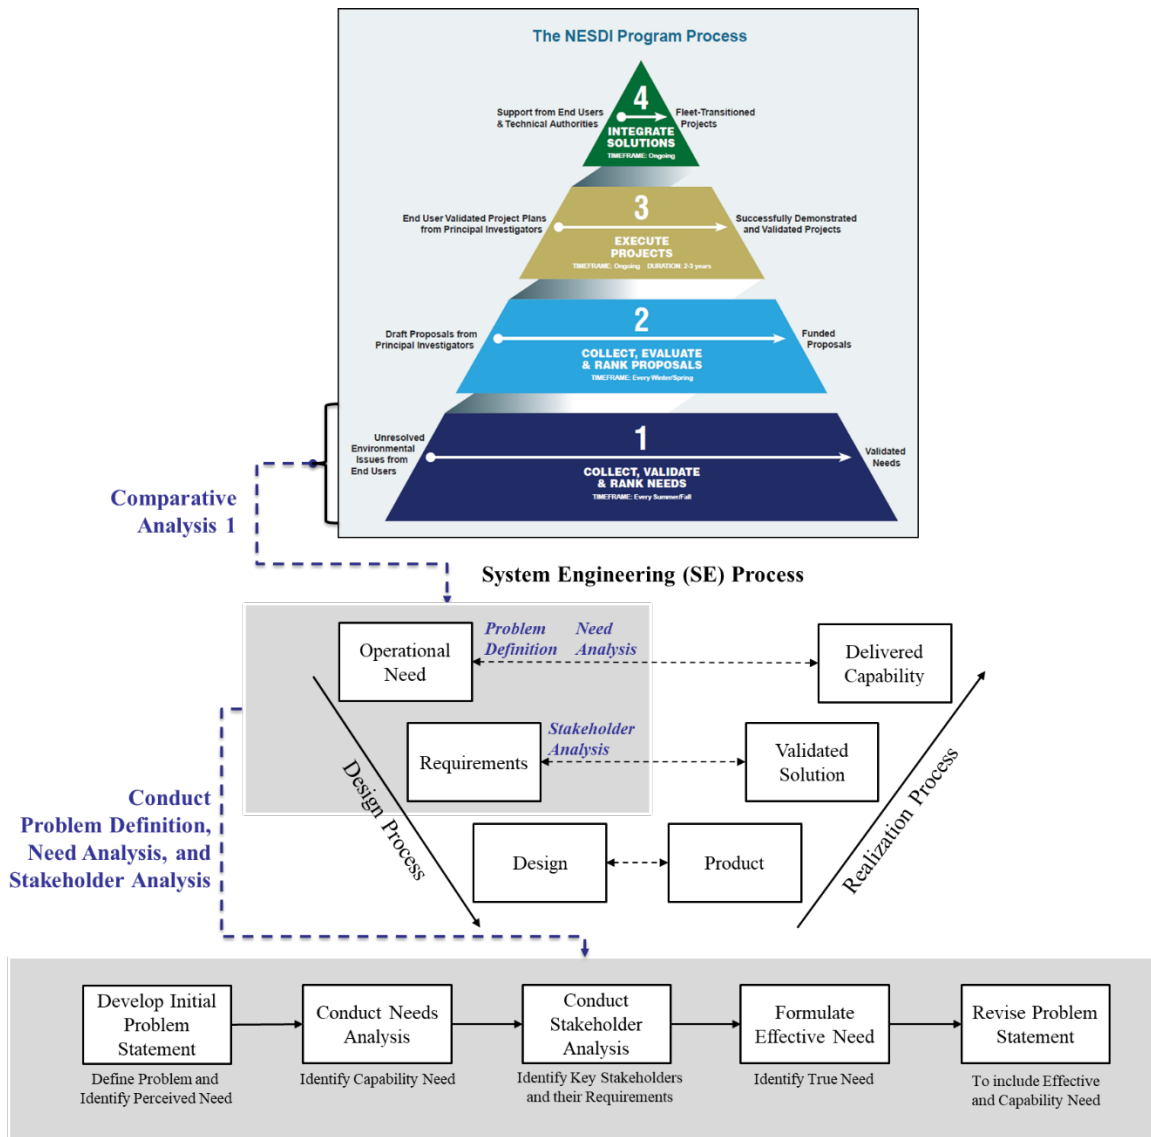 The NESDI Program Process
4
Support from End Users
& Technical Authorities
Fleet-Transitioned
Projects
INTEGRATE
SOLUTIONS
TIMEFRAME: Ongoing
3
End User Validated Project Plans
from Principal Investigators
Successfully Demonstrated
and Validated Projects
EXECUTE
PROJECTS
TIMEFRAME: Ongoing DURATION: 2-3 years
2
Draft Proposals from
Principal Investigators
Funded
Proposals
COLLECT, EVALUATE
& RANK PROPOSALS
TIMEFRAME: Every Winter/Spring
1
Unresolved
Environmental
Issues from
End Users
Validated
Needs
COLLECT, VALIDATE
& RANK NEEDS
TIMEFRAME: Every Summer/Fall
Comparative
Analysis 1
System Engineering (SE) Process
Operational
Need
Problem
Definition
Need
Analysis
Delivered
Capability
Requirements
Stakeholder
Analysis
Validated
Solution
Design Process
Realization Process
Conduct
Problem Definition,
Need Analysis, and
Stakeholder Analysis
Design
Product
Develop Initial
Problem
Statement
Conduct Needs
Analysis
Conduct
Stakeholder
Analysis
Formulate
Effective Need
Revise Problem
Statement
Define Problem and
Identify Perceived Need
Identify Capability Need
Identify Key Stakeholders
and their Requirements
Identify True Need
To include Effective
and Capability Need